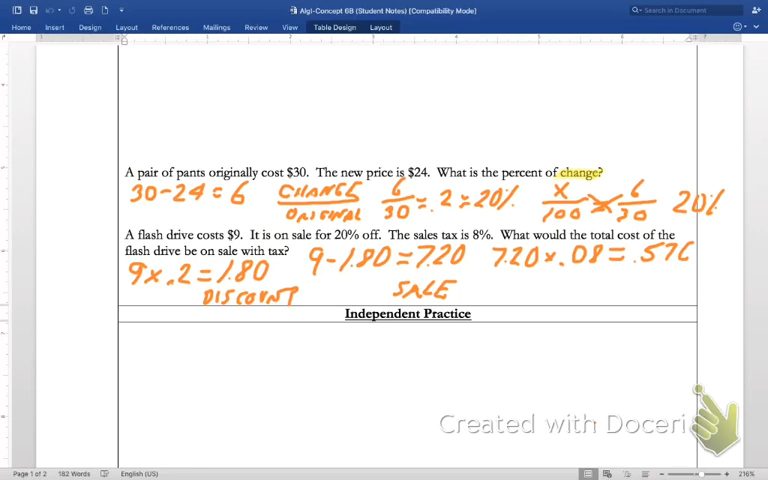 Algi-Concept 6B (Student Notes) [Compatibility Mode]
Search in Document
Home Insert Design Layout References Mailings Review View Table Design Layout
A pair of pants originally cost $30. The new price is $24. What is the percent of change?
30-24=6 CHANGE/ORIGINAL 6/30=.2=20% x/100 6/30 20%
A flash drive costs $9. It is on sale for 20% off. The sales tax is 8%. What would the total cost of the
flash drive be on sale with tax?
9x.2=1.80 9-1.80=7.20 7.20x.08=.576
DISCOUNT SALE
Independent Practice
Created with Doceri
Page 1 of 2 182 Words English (US) 216%